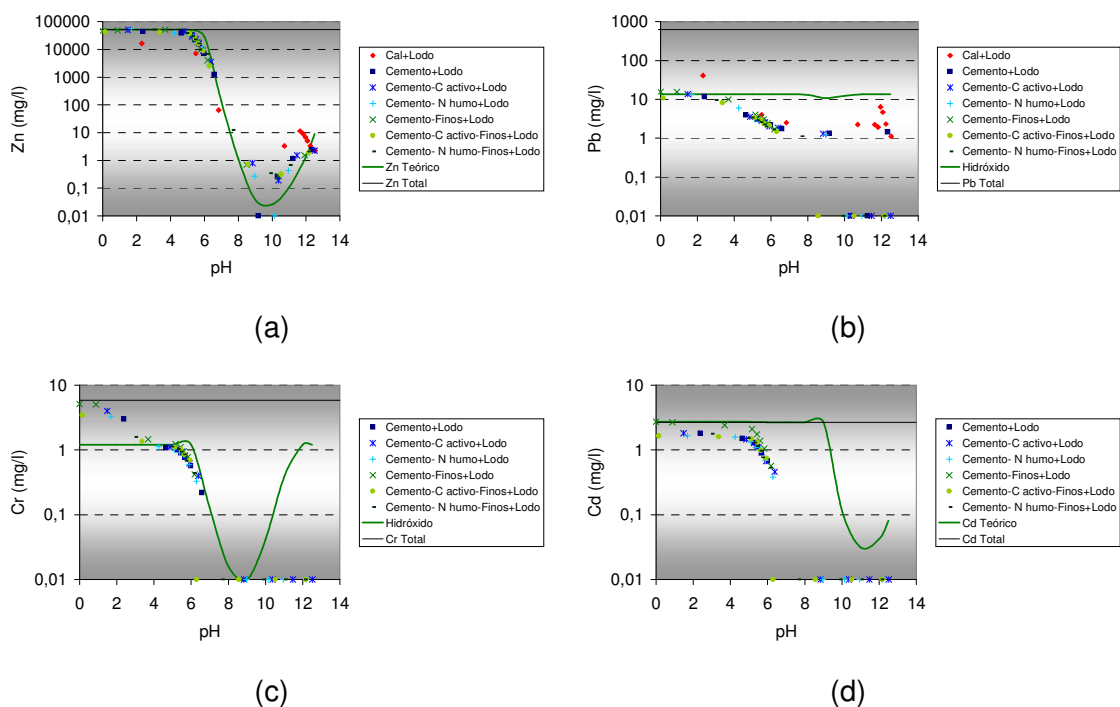 100000
10000
1000
100
10
1
0,1
0,01
Zn (mg/l)
0 2 4 6 8 10 12 14
pH
Cal+Lodo
Cemento+Lodo
Cemento-C activo+Lodo
Cemento- N humo+Lodo
Cemento-Finos+Lodo
Cemento-C activo-Finos+Lodo
Cemento- N humo-Finos+Lodo
Zn Teórico
Zn Total
(a)
1000
100
10
1
0,1
0,01
Pb (mg/l)
0 2 4 6 8 10 12 14
pH
Cal+Lodo
Cemento+Lodo
Cemento-C activo+Lodo
Cemento- N humo+Lodo
Cemento-Finos+Lodo
Cemento-C activo-Finos+Lodo
Cemento- N humo-Finos+Lodo
Hidróxido
Pb Total
(b)
10
1
0,1
0,01
Cr (mg/l)
0 2 4 6 8 10 12 14
pH
Cemento+Lodo
Cemento-C activo+Lodo
Cemento- N humo+Lodo
Cemento-Finos+Lodo
Cemento-C activo-Finos+Lodo
Cemento- N humo-Finos+Lodo
Hidróxido
Cr Total
(c)
10
1
0,1
0,01
Cd (mg/l)
0 2 4 6 8 10 12 14
pH
Cemento+Lodo
Cemento-C activo+Lodo
Cemento- N humo+Lodo
Cemento-Finos+Lodo
Cemento-C activo-Finos+Lodo
Cemento- N humo-Finos+Lodo
Cd Teórico
Cd Total
(d)